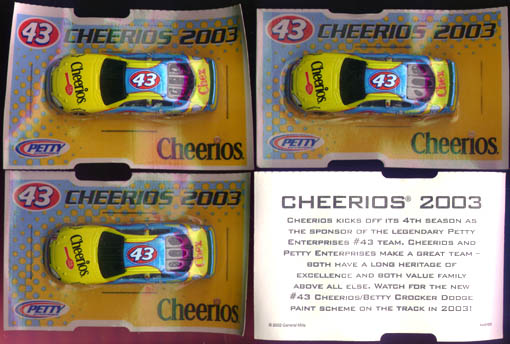 43 CHEERIOS 2003
Cheerios
43
Chex
PETTY
Cheerios
43 CHEERIOS 2003
Cheerios
43
Chex
PETTY
Cheerios
43 CHEERIOS 2003
Cheerios
43
Chex
PETTY
Cheerios
CHEERIOS® 2003
CHEERIOS KICKS OFF ITS 4TH SEASON AS
THE SPONSOR OF THE LEGENDARY PETTY
ENTERPRISES #43 TEAM. CHEERIOS AND
PETTY ENTERPRISES MAKE A GREAT TEAM –
BOTH HAVE A LONG HERITAGE OF
EXCELLENCE AND BOTH VALUE FAMILY
ABOVE ALL ELSE. WATCH FOR THE NEW
#43 CHEERIOS/BETTY CROCKER DODGE
PAINT SCHEME ON THE TRACK IN 2003!
© 2002 General Mills